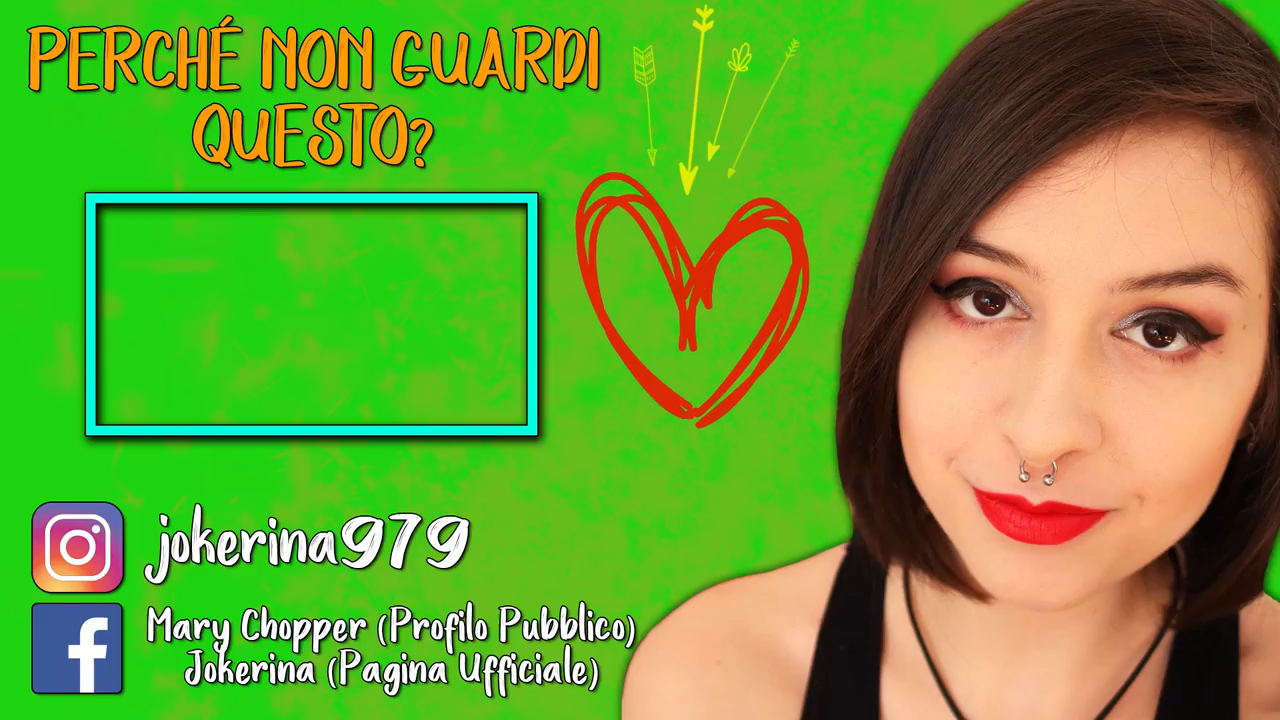 PERCHÉ NON GUARDI
QUESTO?
jokerina979
Mary Chopper (Profilo Pubblico)
Jokerina (Pagina Ufficiale)